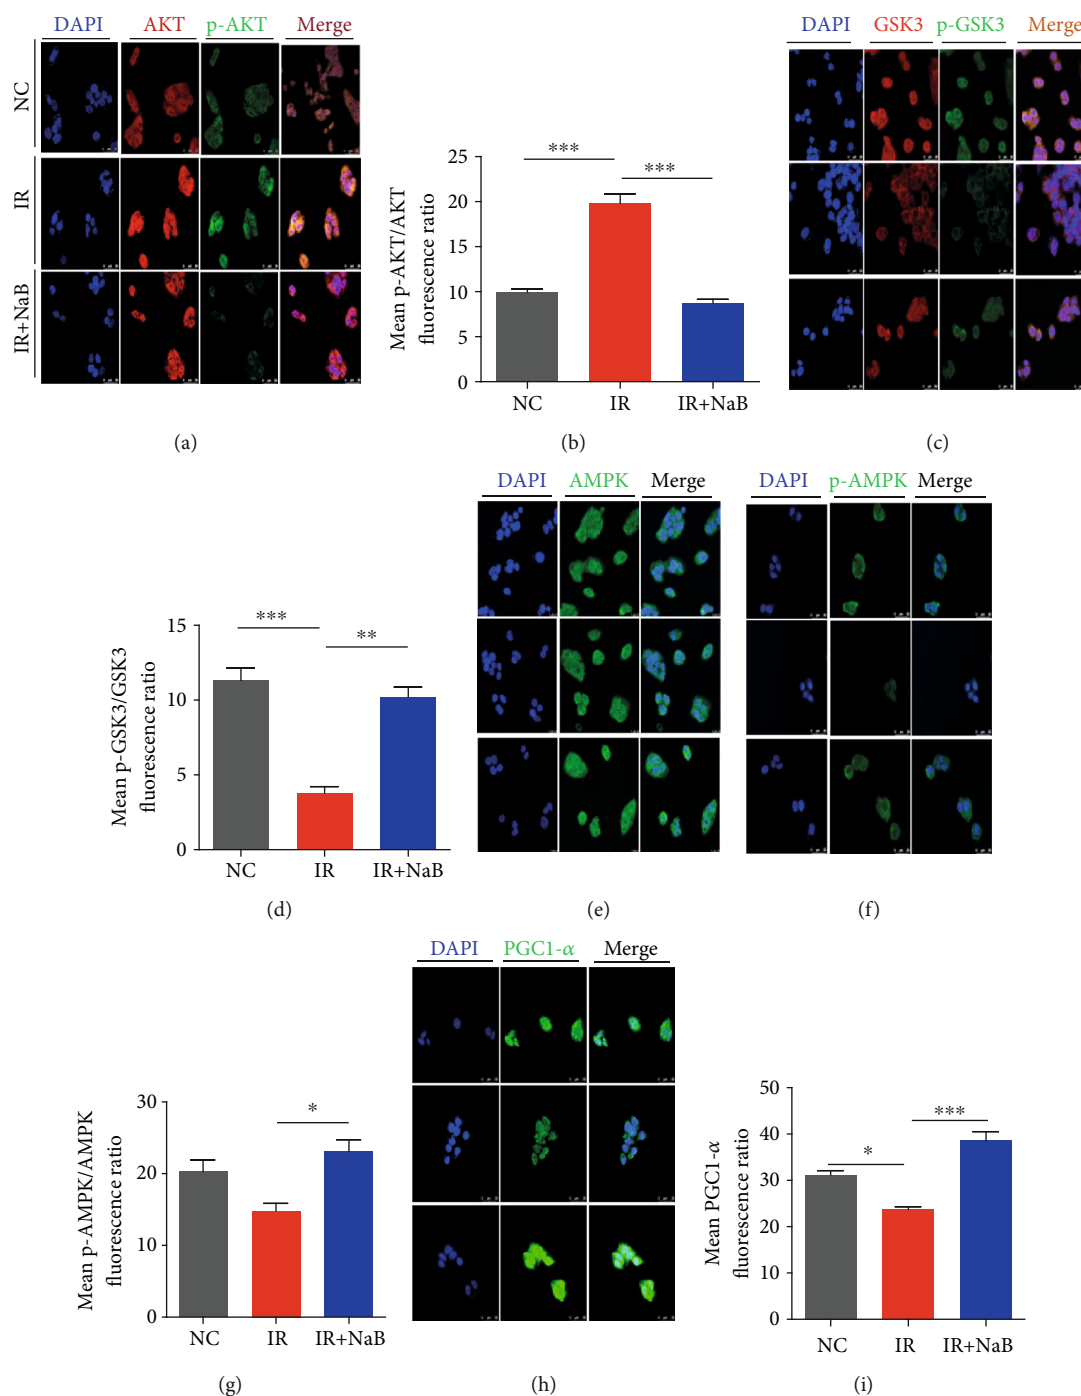 DAPI AKT p-AKT Merge
NC
IR
IR+NaB
(a)
Mean p-AKT/AKT
fluorescence ratio
25
20
15
10
5
0
***
***
NC IR IR+NaB
(b)
DAPI GSK3 p-GSK3 Merge
(c)
Mean p-GSK3/GSK3
fluorescence ratio
15
10
5
0
***
**
NC IR IR+NaB
(d)
DAPI AMPK Merge
(e)
DAPI p-AMPK Merge
(f)
Mean p-AMPK/AMPK
fluorescence ratio
30
20
10
0
*
NC IR IR+NaB
(g)
DAPI PGC1-α Merge
(h)
Mean PGC1-α
fluorescence ratio
50
40
30
20
10
0
*
***
NC IR IR+NaB
(i)